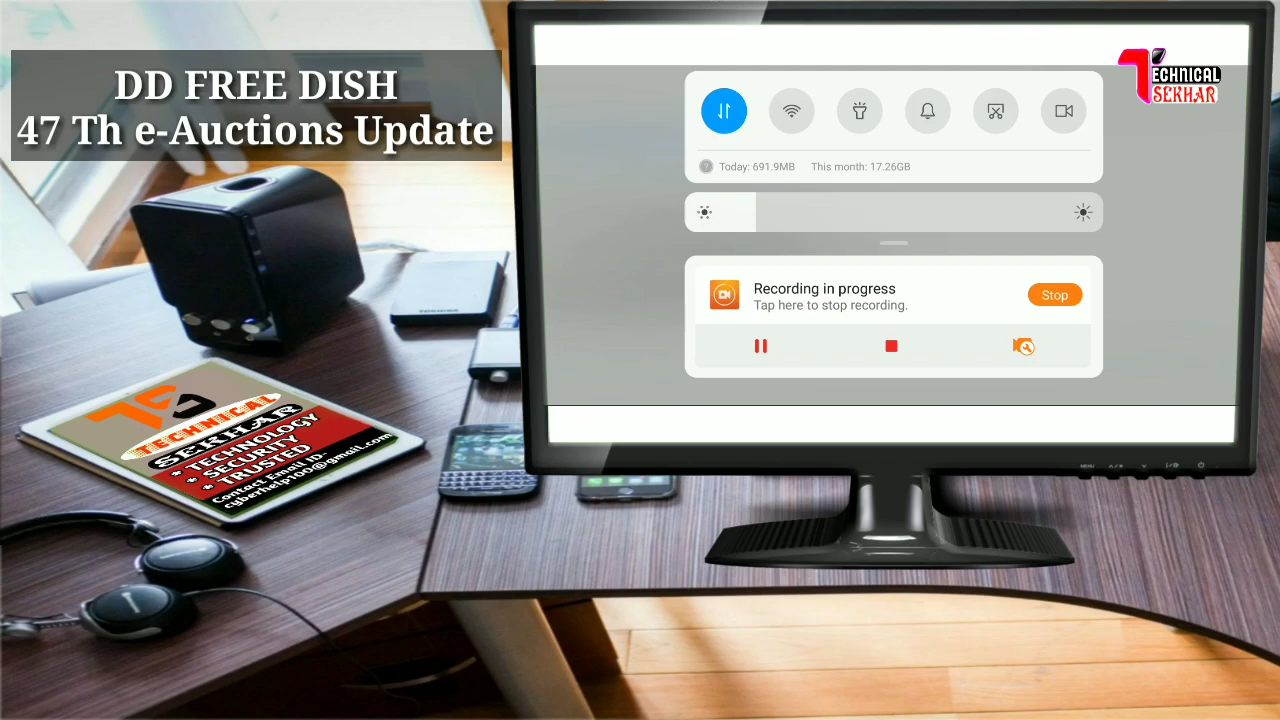 DD FREE DISH
47 Th e-Auctions Update
TECHNICAL
SEKHAR
Today: 691.9MB This month: 17.26GB
Recording in progress
Tap here to stop recording.
Stop
TECHNICAL
SEKHAR
* TECHNOLOGY
* SECURITY
* TRUSTED
Contact Email ID-
cyberhelp100@gmail.com
MENU